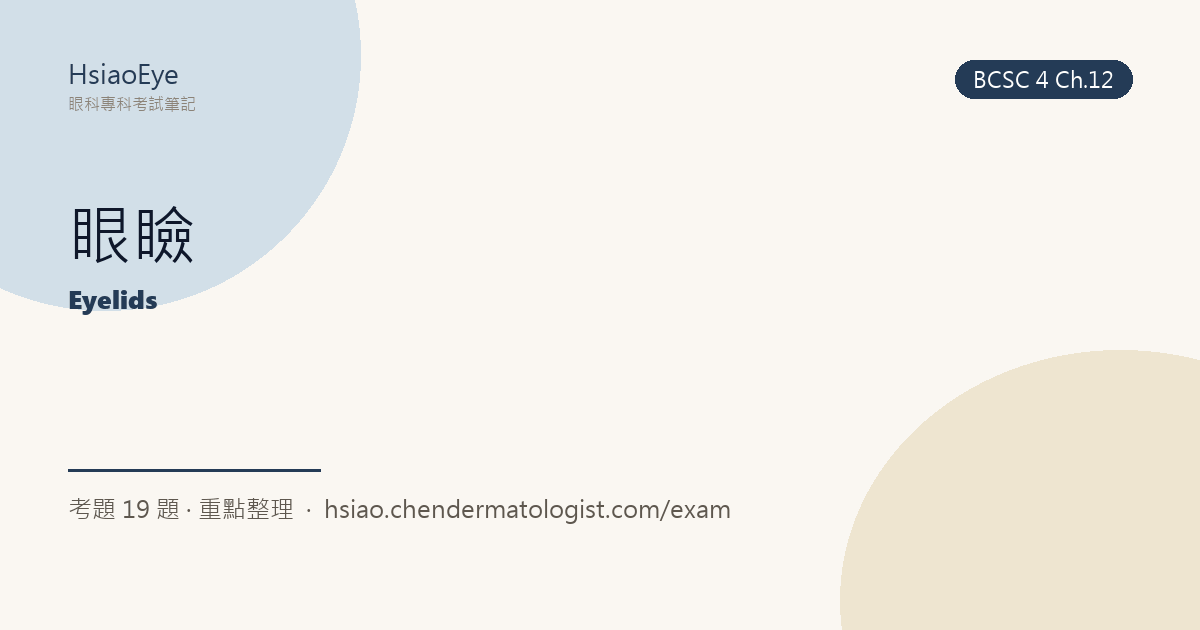 HsiaoEye
眼科專科考試筆記
BCSC 4 Ch.12
眼瞼
Eyelids
考題 19 題 · 重點整理 · hsiao.chendermatologist.com/exam